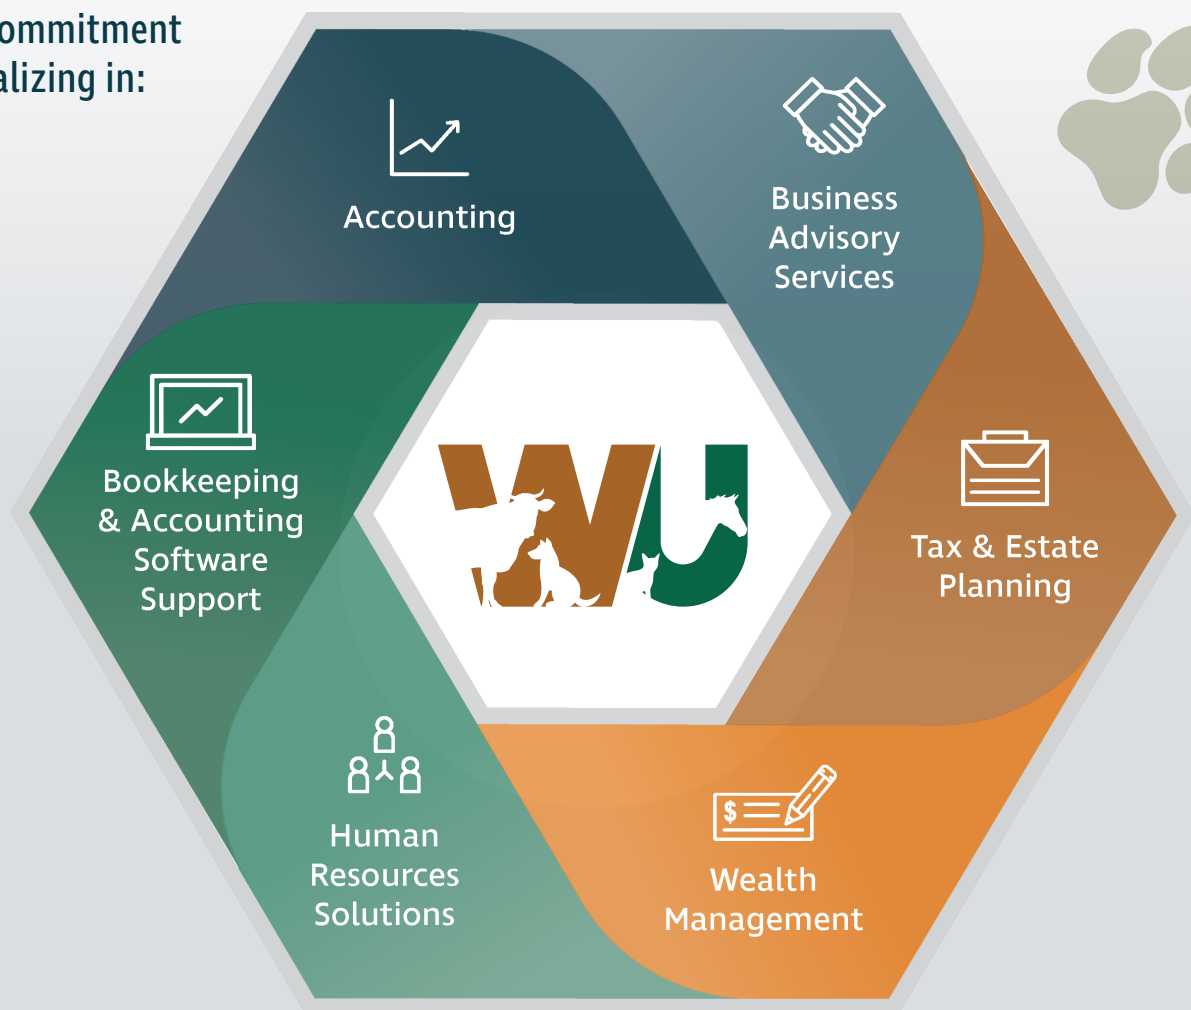 ommitment
alizing in:
Accounting
Business
Advisory
Services
Bookkeeping
& Accounting
Software
Support
WU
Tax & Estate
Planning
Human
Resources
Solutions
$
Wealth
Management